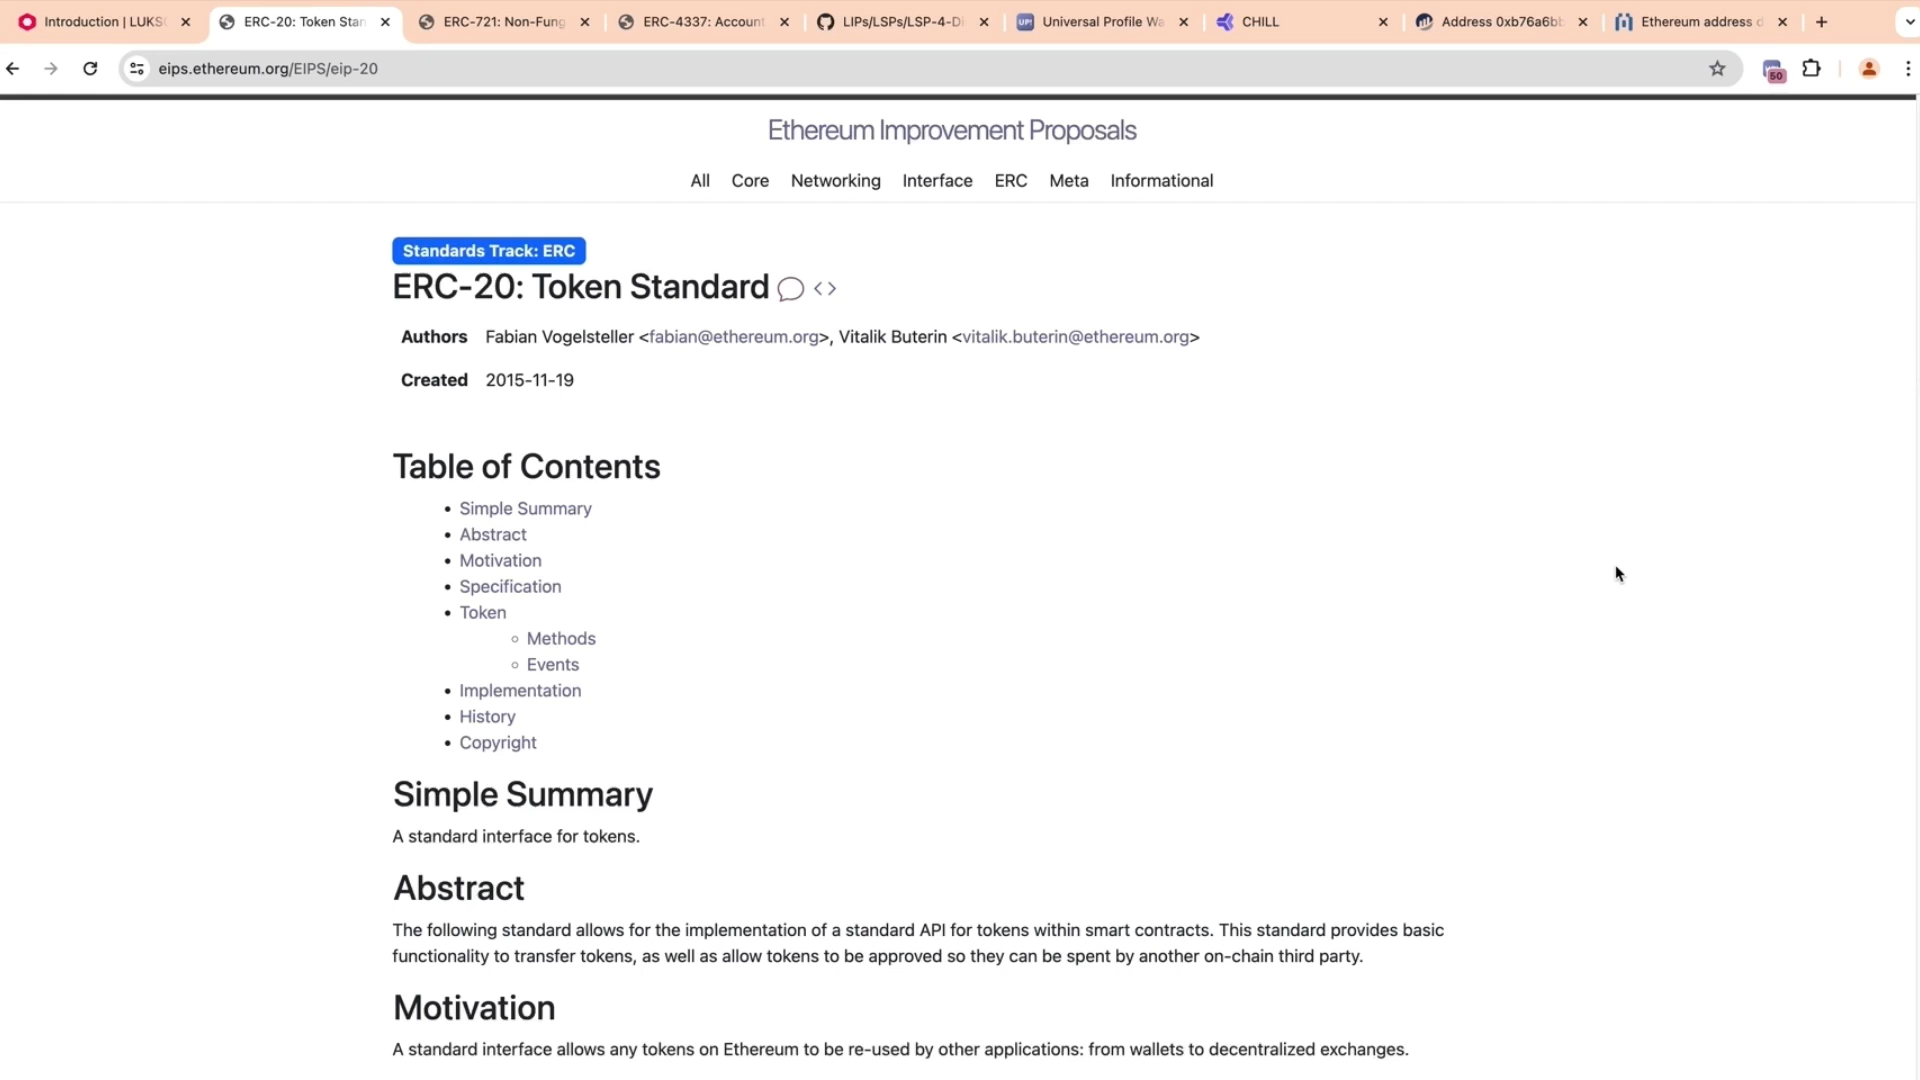 Introduction | LUKS
ERC-20: Token Stan
ERC-721: Non-Fung
ERC-4337: Account
LIPs/LSPs/LSP-4-Di
UP!
Universal Profile Wa
CHILL
Address 0xb76a6bb
Ethereum address d
eips.ethereum.org/EIPS/eip-20
50
Ethereum Improvement Proposals
All Core Networking Interface ERC Meta Informational
Standards Track: ERC
ERC-20: Token Standard
Authors Fabian Vogelsteller <fabian@ethereum.org>, Vitalik Buterin <vitalik.buterin@ethereum.org>
Created 2015-11-19
Table of Contents
• Simple Summary
• Abstract
• Motivation
• Specification
• Token
◦ Methods
◦ Events
• Implementation
• History
• Copyright
Simple Summary
A standard interface for tokens.
Abstract
The following standard allows for the implementation of a standard API for tokens within smart contracts. This standard provides basic
functionality to transfer tokens, as well as allow tokens to be approved so they can be spent by another on-chain third party.
Motivation
A standard interface allows any tokens on Ethereum to be re-used by other applications: from wallets to decentralized exchanges.